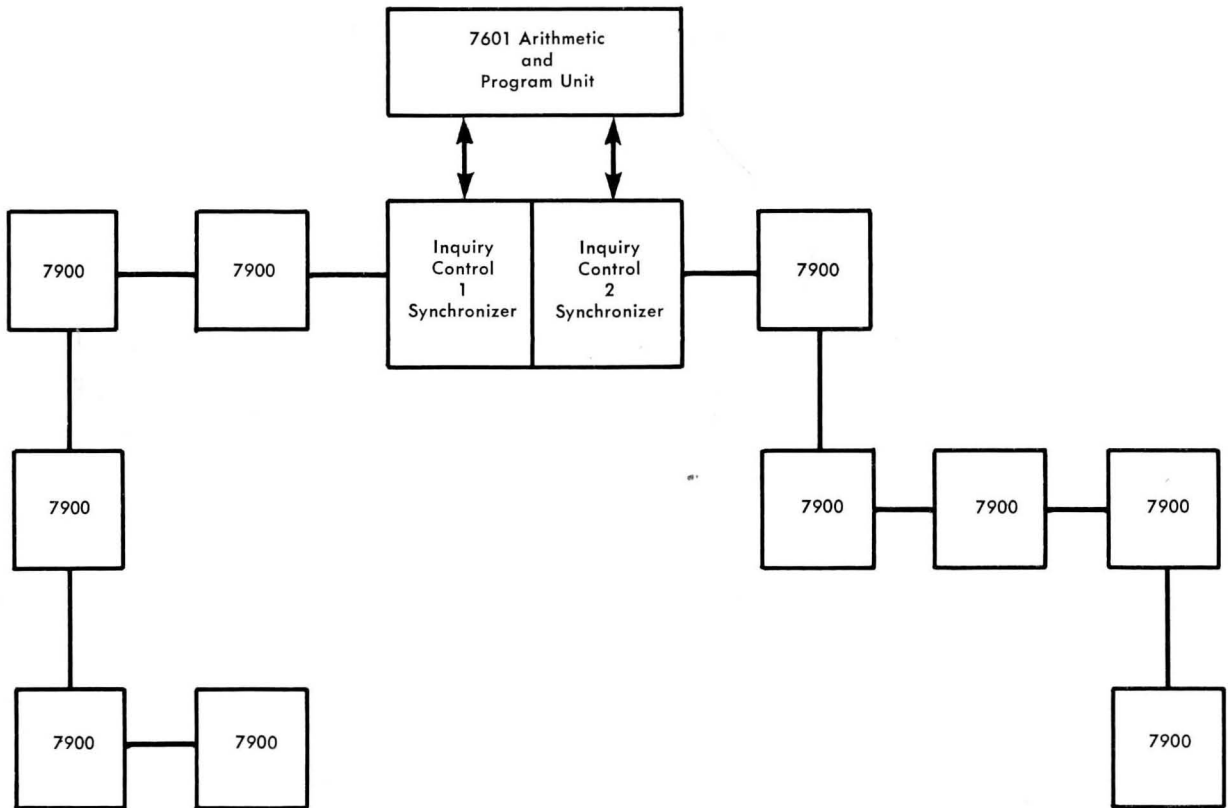 7601 Arithmetic
and
Program Unit
7900
7900
Inquiry
Control
1
Synchronizer
Inquiry
Control
2
Synchronizer
7900
7900
7900
7900
7900
7900
7900
7900